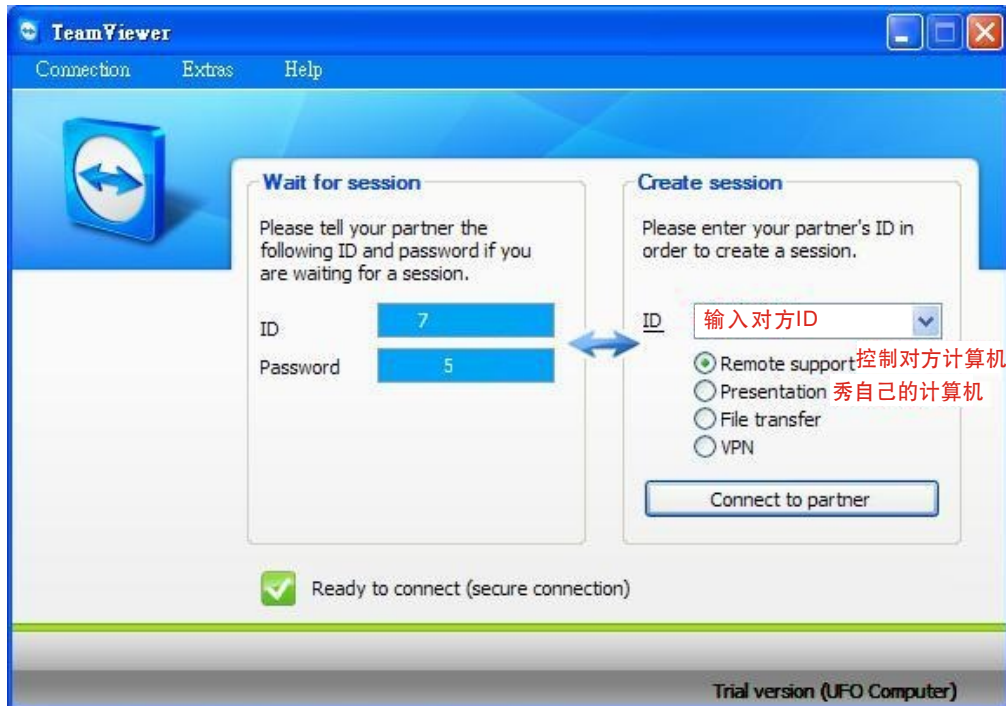 TeamViewer
Connection Extras Help
Wait for session
Please tell your partner the
following ID and password if you
are waiting for a session.
ID 7
Password 5
Create session
Please enter your partner's ID in
order to create a session.
ID 输入对方ID
Remote support 控制对方计算机
Presentation 秀自己的计算机
File transfer
VPN
Connect to partner
Ready to connect (secure connection)
Trial version (UFO Computer)